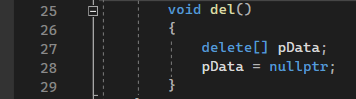 25 void del()
26 {
27 delete[] pData;
28 pData = nullptr;
29 }